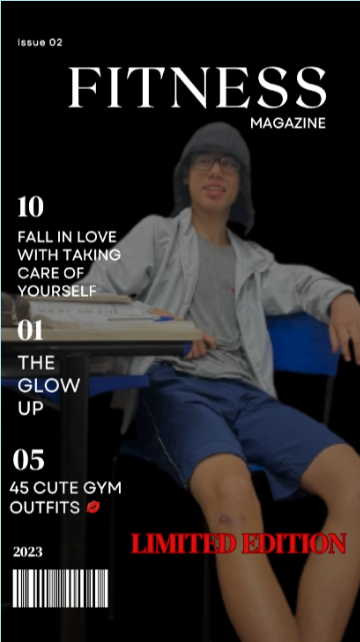 Issue 02
FITNESS
MAGAZINE
10
FALL IN LOVE
WITH TAKING
CARE OF
YOURSELF
01
THE
GLOW
UP
05
45 CUTE GYM
OUTFITS 💋
LIMITED EDITION
2023